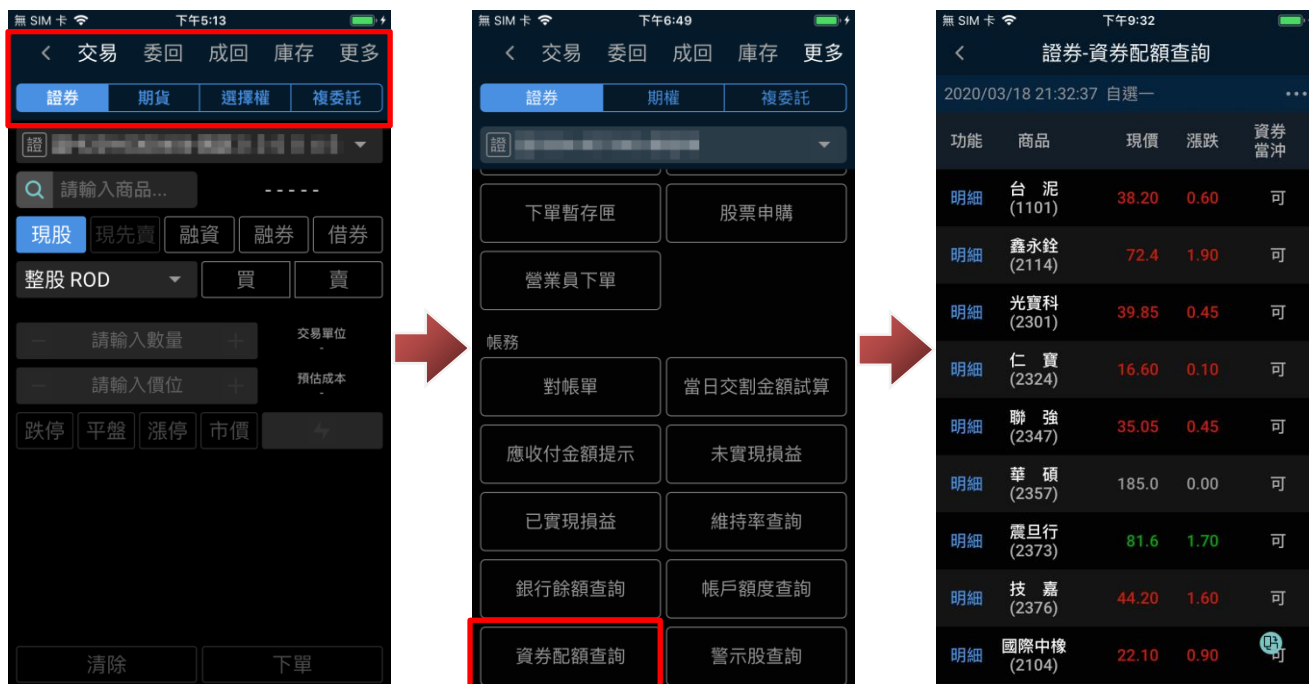 無 SIM 卡 下午5:13
交易 委回 成回 庫存 更多
證券 期貨 選擇權 複委託
證
請輸入商品... - - - - -
現股 現先賣 融資 融券 借券
整股 ROD 買 賣
請輸入數量 交易單位
-
請輸入價位 預估成本
-
跌停 平盤 漲停 市價
清除 下單
無 SIM 卡 下午6:49
交易 委回 成回 庫存 更多
證券 期權 複委託
證
下單暫存匣 股票申購
營業員下單
帳務
對帳單 當日交割金額試算
應收付金額提示 未實現損益
已實現損益 維持率查詢
銀行餘額查詢 帳戶額度查詢
資券配額查詢 警示股查詢
無 SIM 卡 下午9:32
證券-資券配額查詢
2020/03/18 21:32:37 自選一
功能 商品 現價 漲跌 資券
當沖
明細 台 泥 38.20 0.60 可
(1101)
明細 鑫永銓 72.4 1.90 可
(2114)
明細 光寶科 39.85 0.45 可
(2301)
明細 仁 寶 16.60 0.10 可
(2324)
明細 聯 強 35.05 0.45 可
(2347)
明細 華 碩 185.0 0.00 可
(2357)
明細 震旦行 81.6 1.70 可
(2373)
明細 技 嘉 44.20 1.60 可
(2376)
明細 國際中橡 22.10 0.90 可
(2104)